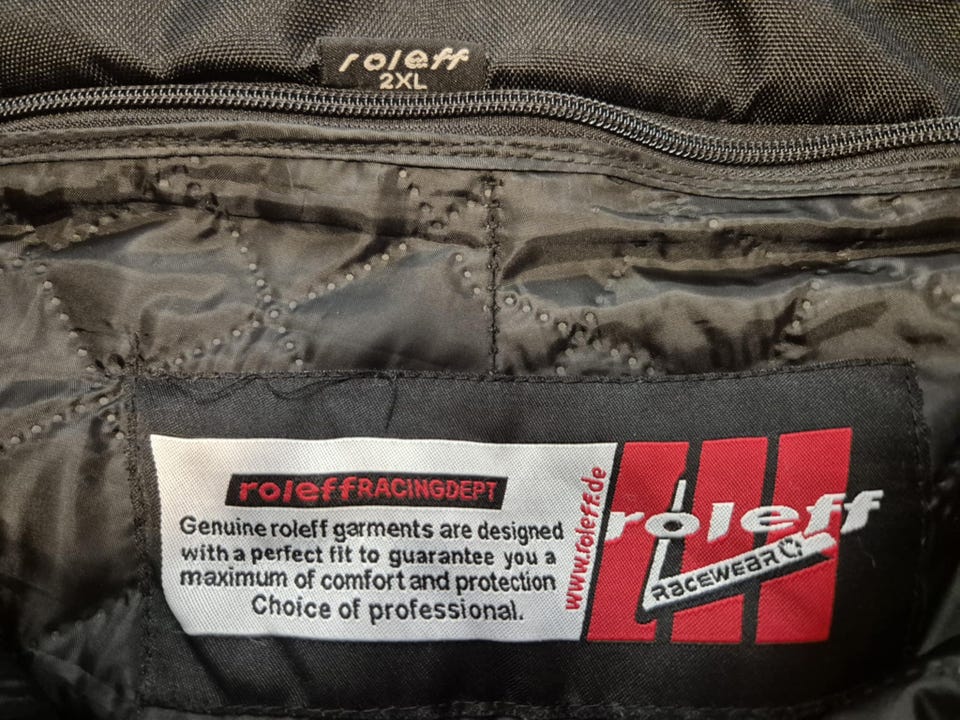 roleff
2XL
roleffRACINGDEPT
Genuine roleff garments are designed
with a perfect fit to guarantee you a
maximum of comfort and protection
Choice of professional.
www.roleff.de
roleff
RACEWEAR